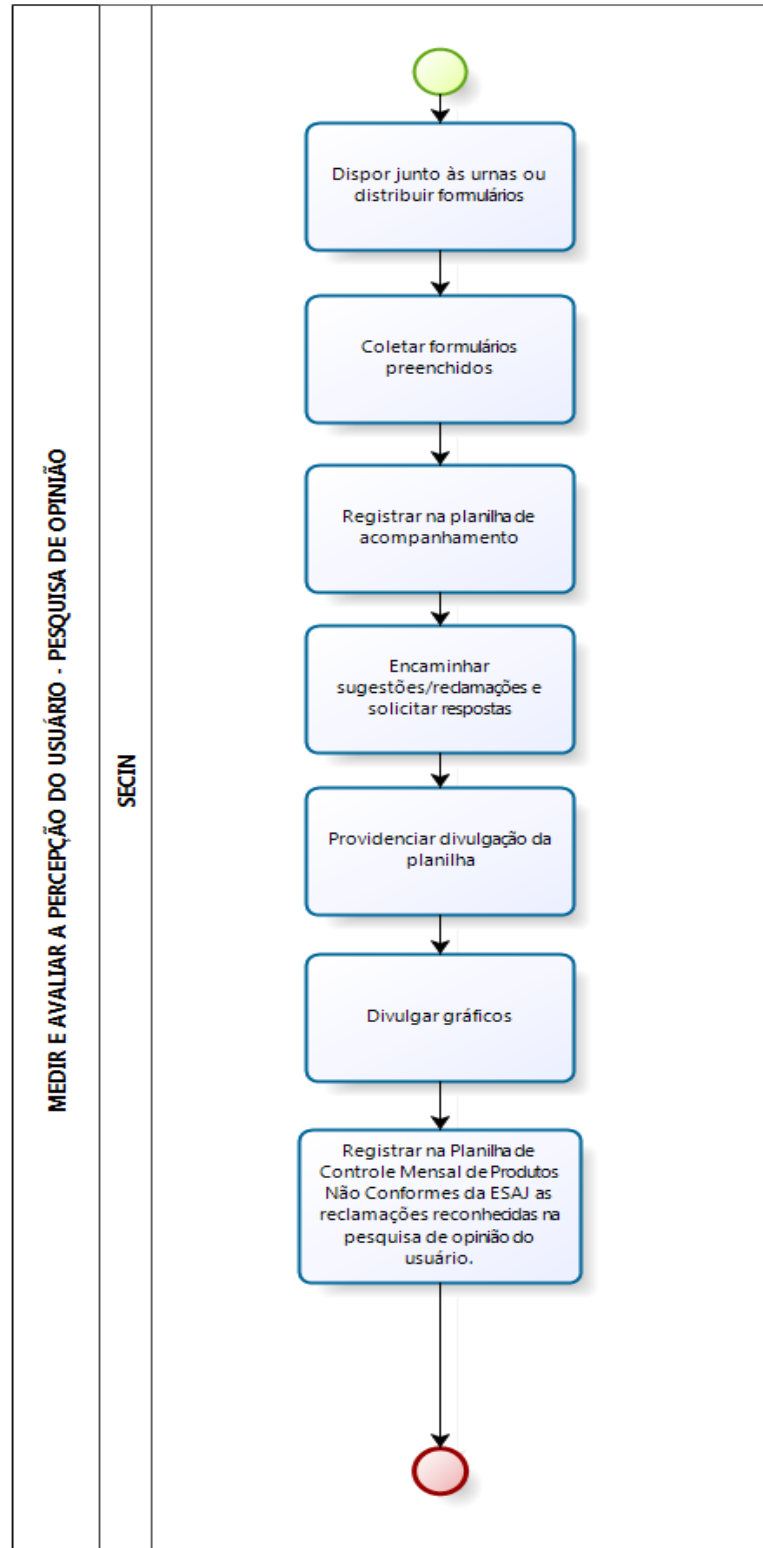 MEDIR E AVALIAR A PERCEPÇÃO DO USUÁRIO - PESQUISA DE OPINIÃO
SECIN
Dispor junto às urnas ou
distribuir formulários
Coletar formulários
preenchidos
Registrar na planilha de
acompanhamento
Encaminhar
sugestões/reclamações e
solicitar respostas
Providenciar divulgação da
planilha
Divulgar gráficos
Registrar na Planilha de
Controle Mensal de Produtos
Não Conformes da ESAJ as
reclamações reconhecidas na
pesquisa de opinião do
usuário.